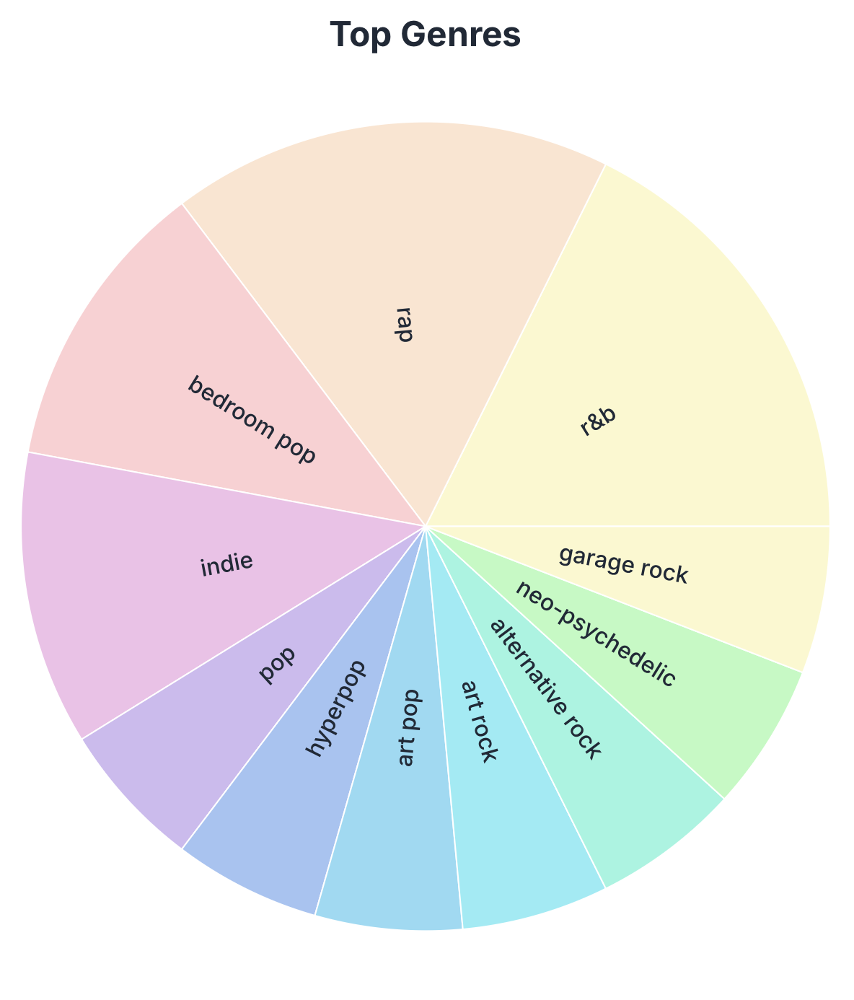 Top Genres
rap
r&b
bedroom pop
indie
garage rock
neo-psychedelic
alternative rock
pop
hyperpop
art pop
art rock